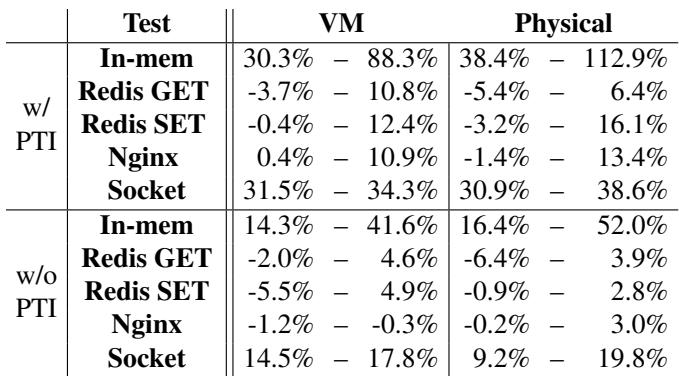 Test VM Physical
In-mem 30.3% – 88.3% 38.4% – 112.9%
Redis GET -3.7% – 10.8% -5.4% – 6.4%
w/ PTI Redis SET -0.4% – 12.4% -3.2% – 16.1%
Nginx 0.4% – 10.9% -1.4% – 13.4%
Socket 31.5% – 34.3% 30.9% – 38.6%
In-mem 14.3% – 41.6% 16.4% – 52.0%
Redis GET -2.0% – 4.6% -6.4% – 3.9%
w/o PTI Redis SET -5.5% – 4.9% -0.9% – 2.8%
Nginx -1.2% – -0.3% -0.2% – 3.0%
Socket 14.5% – 17.8% 9.2% – 19.8%